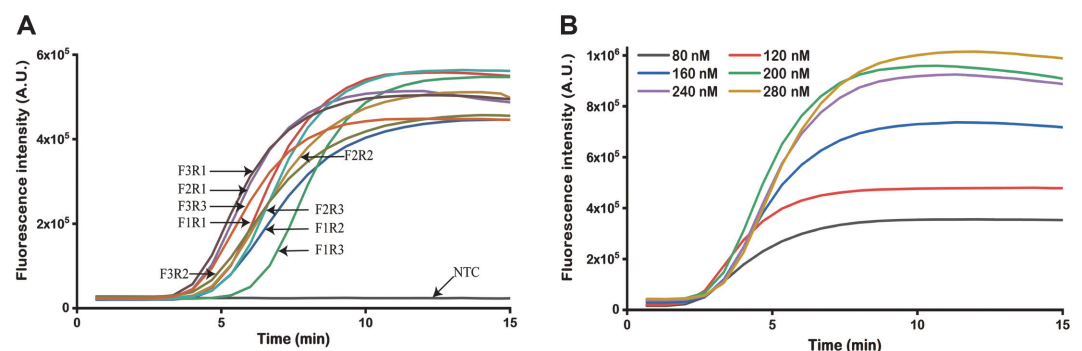 A
Fluorescence intensity (A.U.)
6x10⁵
4x10⁵
2x10⁵
0
0 5 10 15
Time (min)
F3R1
F2R1
F3R3
F1R1
F3R2
F2R2
F2R3
F1R2
F1R3
NTC
B
Fluorescence intensity (A.U.)
1x10⁶
8x10⁵
6x10⁵
4x10⁵
2x10⁵
0
0 5 10 15
Time (min)
80 nM 120 nM
160 nM 200 nM
240 nM 280 nM